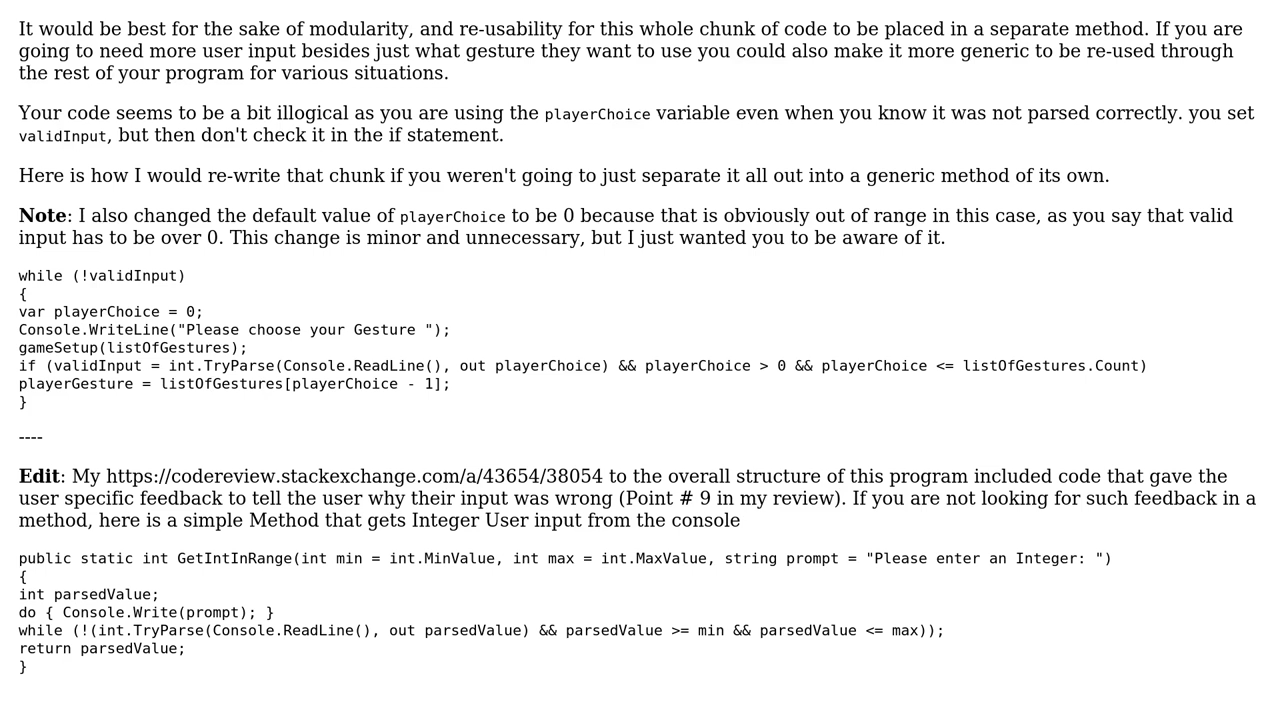 It would be best for the sake of modularity, and re-usability for this whole chunk of code to be placed in a separate method. If you are
going to need more user input besides just what gesture they want to use you could also make it more generic to be re-used through
the rest of your program for various situations.
Your code seems to be a bit illogical as you are using the playerChoice variable even when you know it was not parsed correctly. you set
validInput, but then don't check it in the if statement.
Here is how I would re-write that chunk if you weren't going to just separate it all out into a generic method of its own.
Note: I also changed the default value of playerChoice to be 0 because that is obviously out of range in this case, as you say that valid
input has to be over 0. This change is minor and unnecessary, but I just wanted you to be aware of it.
while (!validInput)
{
var playerChoice = 0;
Console.WriteLine("Please choose your Gesture ");
gameSetup(listOfGestures);
if (validInput = int.TryParse(Console.ReadLine(), out playerChoice) && playerChoice > 0 && playerChoice <= listOfGestures.Count)
playerGesture = listOfGestures[playerChoice - 1];
}
----
Edit: My https://codereview.stackexchange.com/a/43654/38054 to the overall structure of this program included code that gave the
user specific feedback to tell the user why their input was wrong (Point # 9 in my review). If you are not looking for such feedback in a
method, here is a simple Method that gets Integer User input from the console
public static int GetIntInRange(int min = int.MinValue, int max = int.MaxValue, string prompt = "Please enter an Integer: ")
{
int parsedValue;
do { Console.Write(prompt); }
while (!(int.TryParse(Console.ReadLine(), out parsedValue) && parsedValue >= min && parsedValue <= max));
return parsedValue;
}